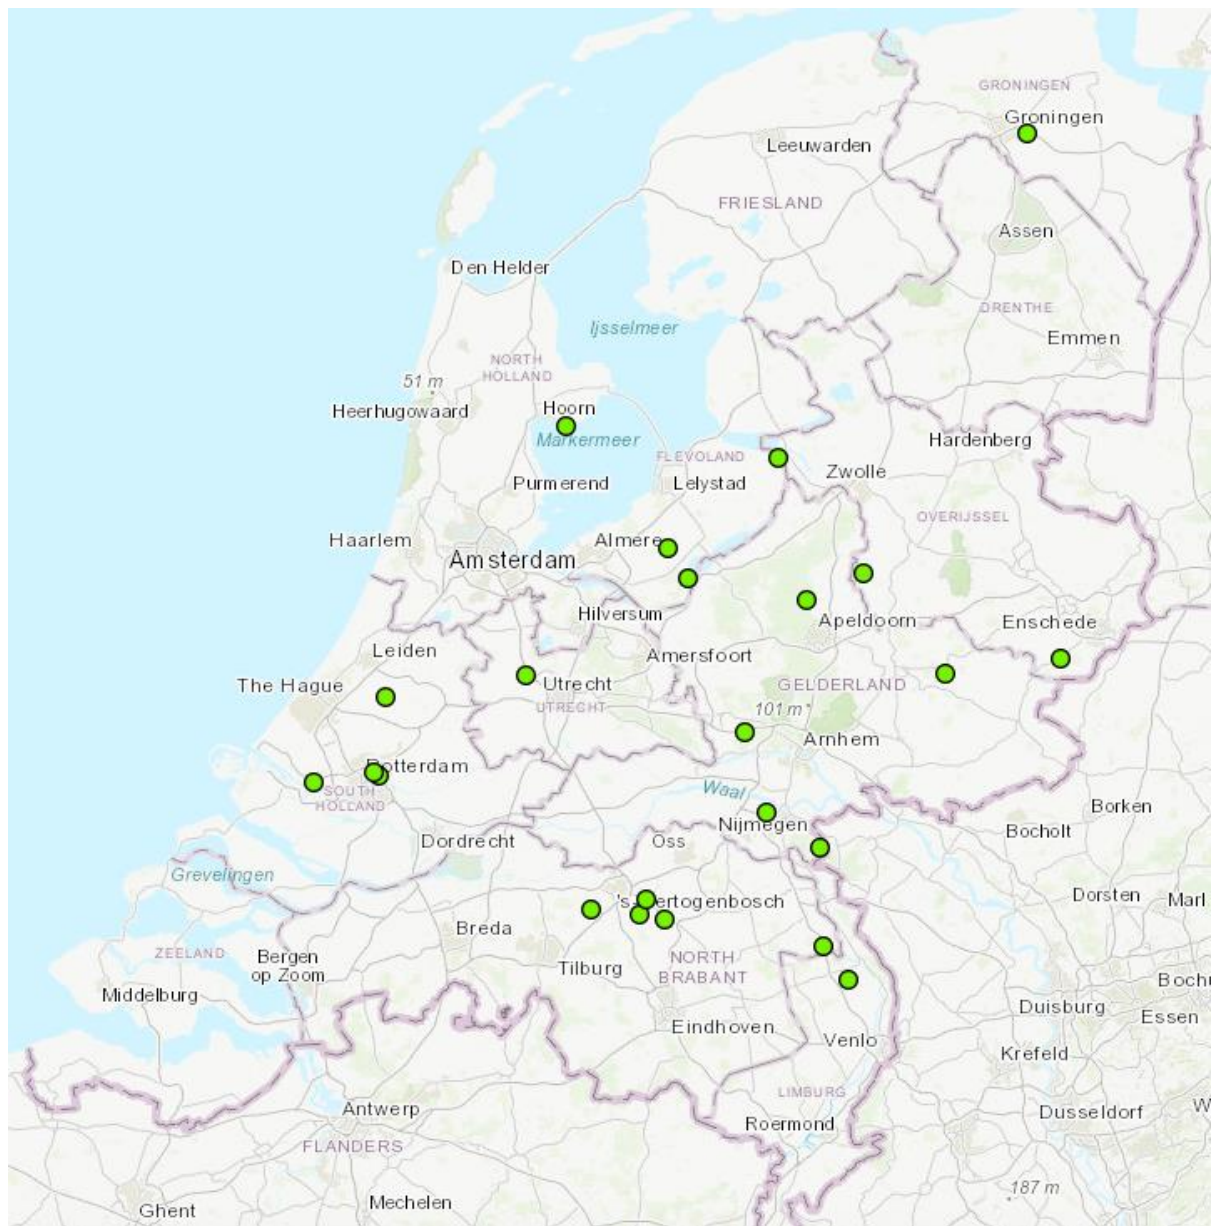 GRONINGEN
Groningen
Leeuwarden
FRIESLAND
Assen
Den Helder
DRENTHE
Ijsselmeer
Emmen
NORTH
HOLLAND
51 m
Hoorn
Heerhugowaard
Markermeer
Hardenberg
FLEVOLAND
Zwolle
Purmerend
Lelystad
OVERIJSSEL
Haarlem
Almere
Amsterdam
Hilversum
Apeldoorn
Enschede
Leiden
Amersfoort
The Hague
Utrecht
GELDERLAND
UTRECHT
101 m
Arnhem
Rotterdam
SOUTH
HOLLAND
Waal
Borken
Nijmegen
Bocholt
Dordrecht
Oss
Grevelingen
Dorsten
Marl
's-Hertogenbosch
Breda
ZEELAND
Bergen
op Zoom
NORTH
BRABANT
Tilburg
Middelburg
Bochu
Duisburg
Essen
Eindhoven
Venlo
Krefeld
LIMBURG
Antwerp
Dusseldorf
W
Roermond
FLANDERS
187 m
Mechelen
Ghent